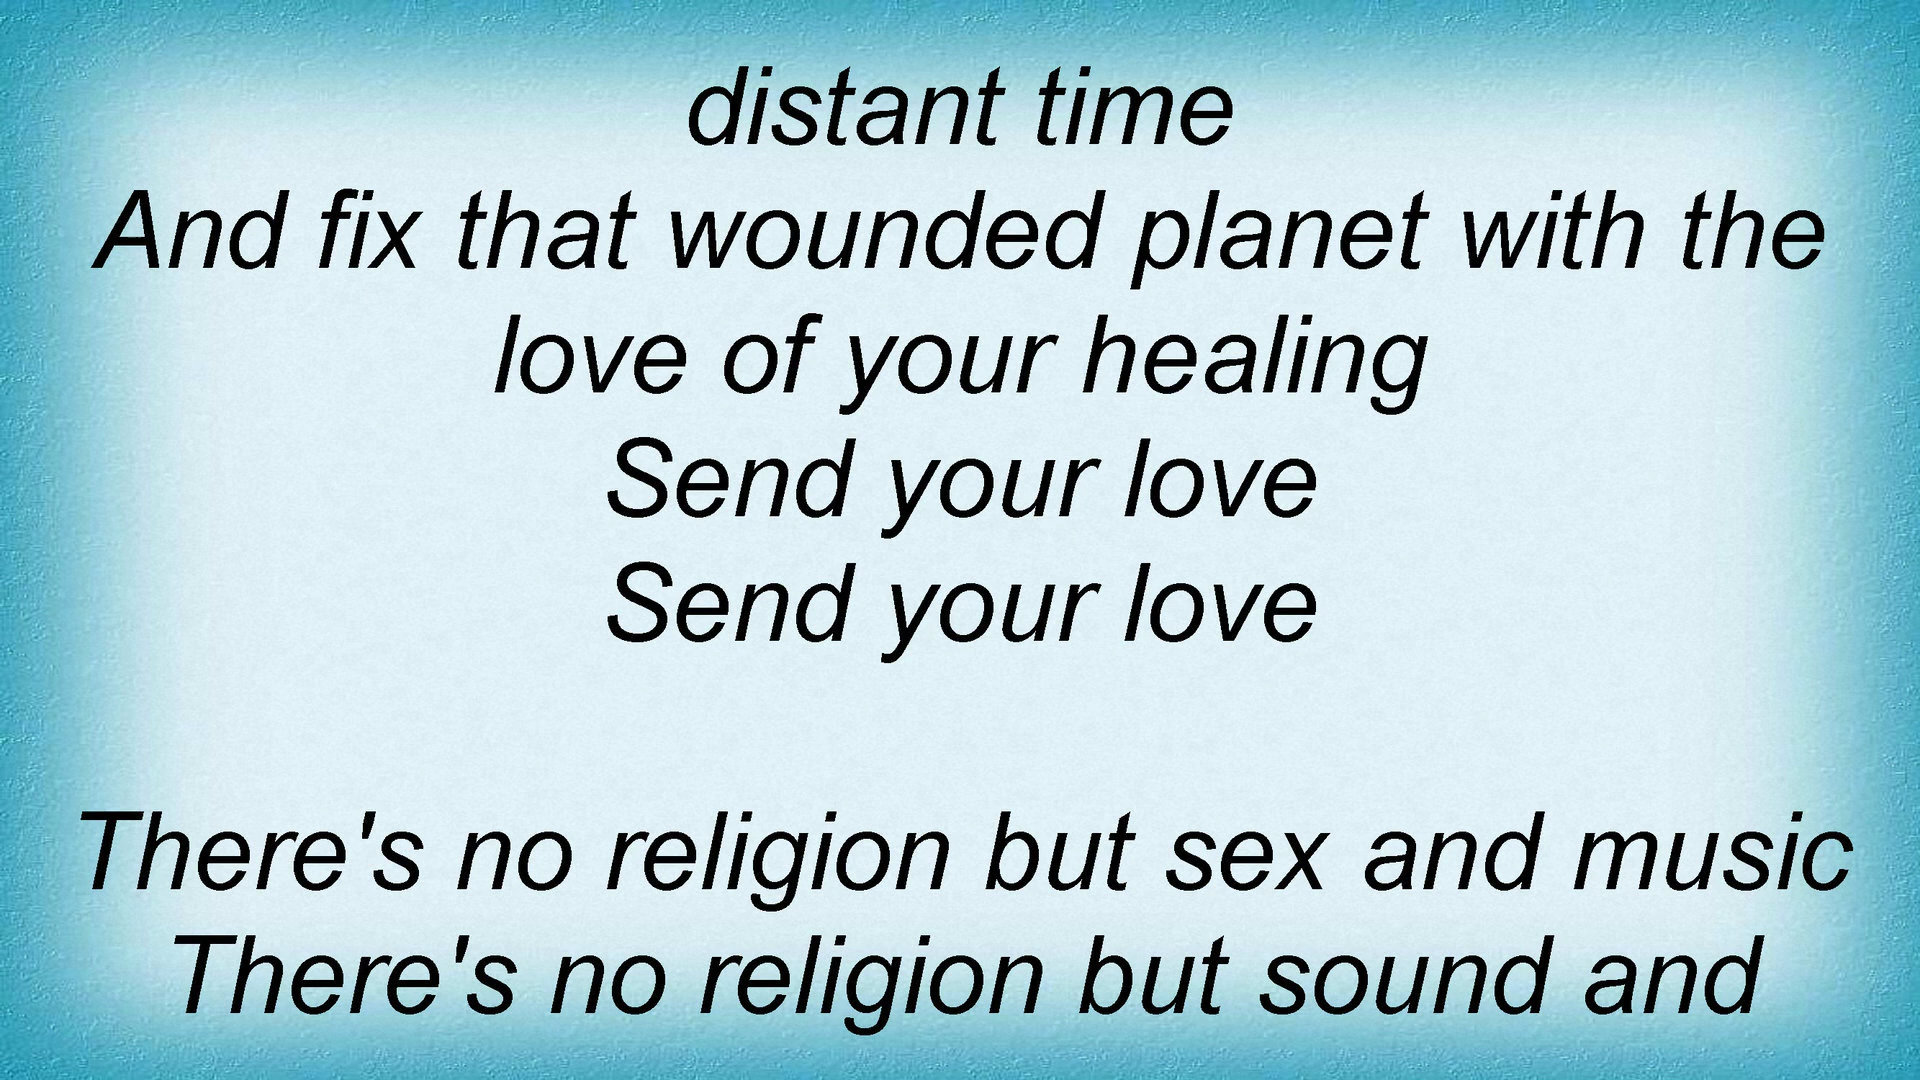 distant time
And fix that wounded planet with the
love of your healing
Send your love
Send your love
There's no religion but sex and music
There's no religion but sound and